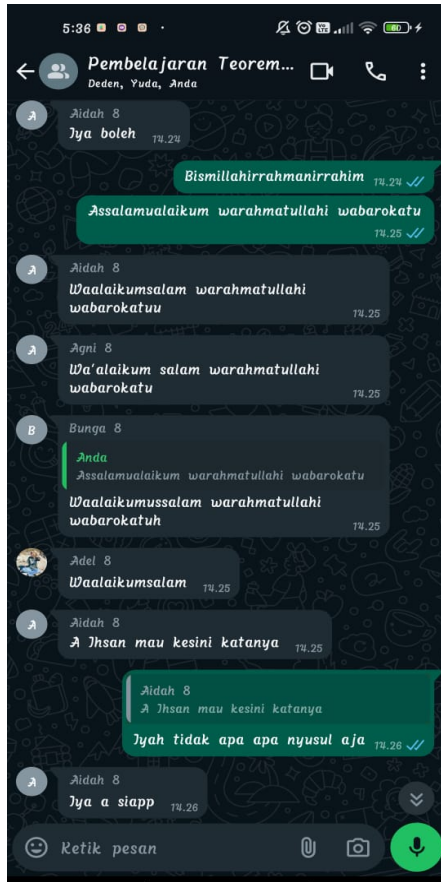 5:36
60
Pembelajaran Teorem...
Deden, Yuda, Anda
A
Aidah 8
Iya boleh 14.24
Bismillahirrahmanirrahim 14.24
Assalamualaikum warahmatullahi wabarokatu
14.25
A
Aidah 8
Waalaikumsalam warahmatullahi
wabarokatuu 14.25
A
Agni 8
Wa'alaikum salam warahmatullahi
wabarokatu 14.25
B
Bunga 8
Anda
Assalamualaikum warahmatullahi wabarokatu
Waalaikumussalam warahmatullahi
wabarokatuh 14.25
Adel 8
Waalaikumsalam 14.25
A
Aidah 8
A Ihsan mau kesini katanya 14.25
Aidah 8
A Ihsan mau kesini katanya
Iyah tidak apa apa nyusul aja 14.26
A
Aidah 8
Iya a siapp 14.26
Ketik pesan